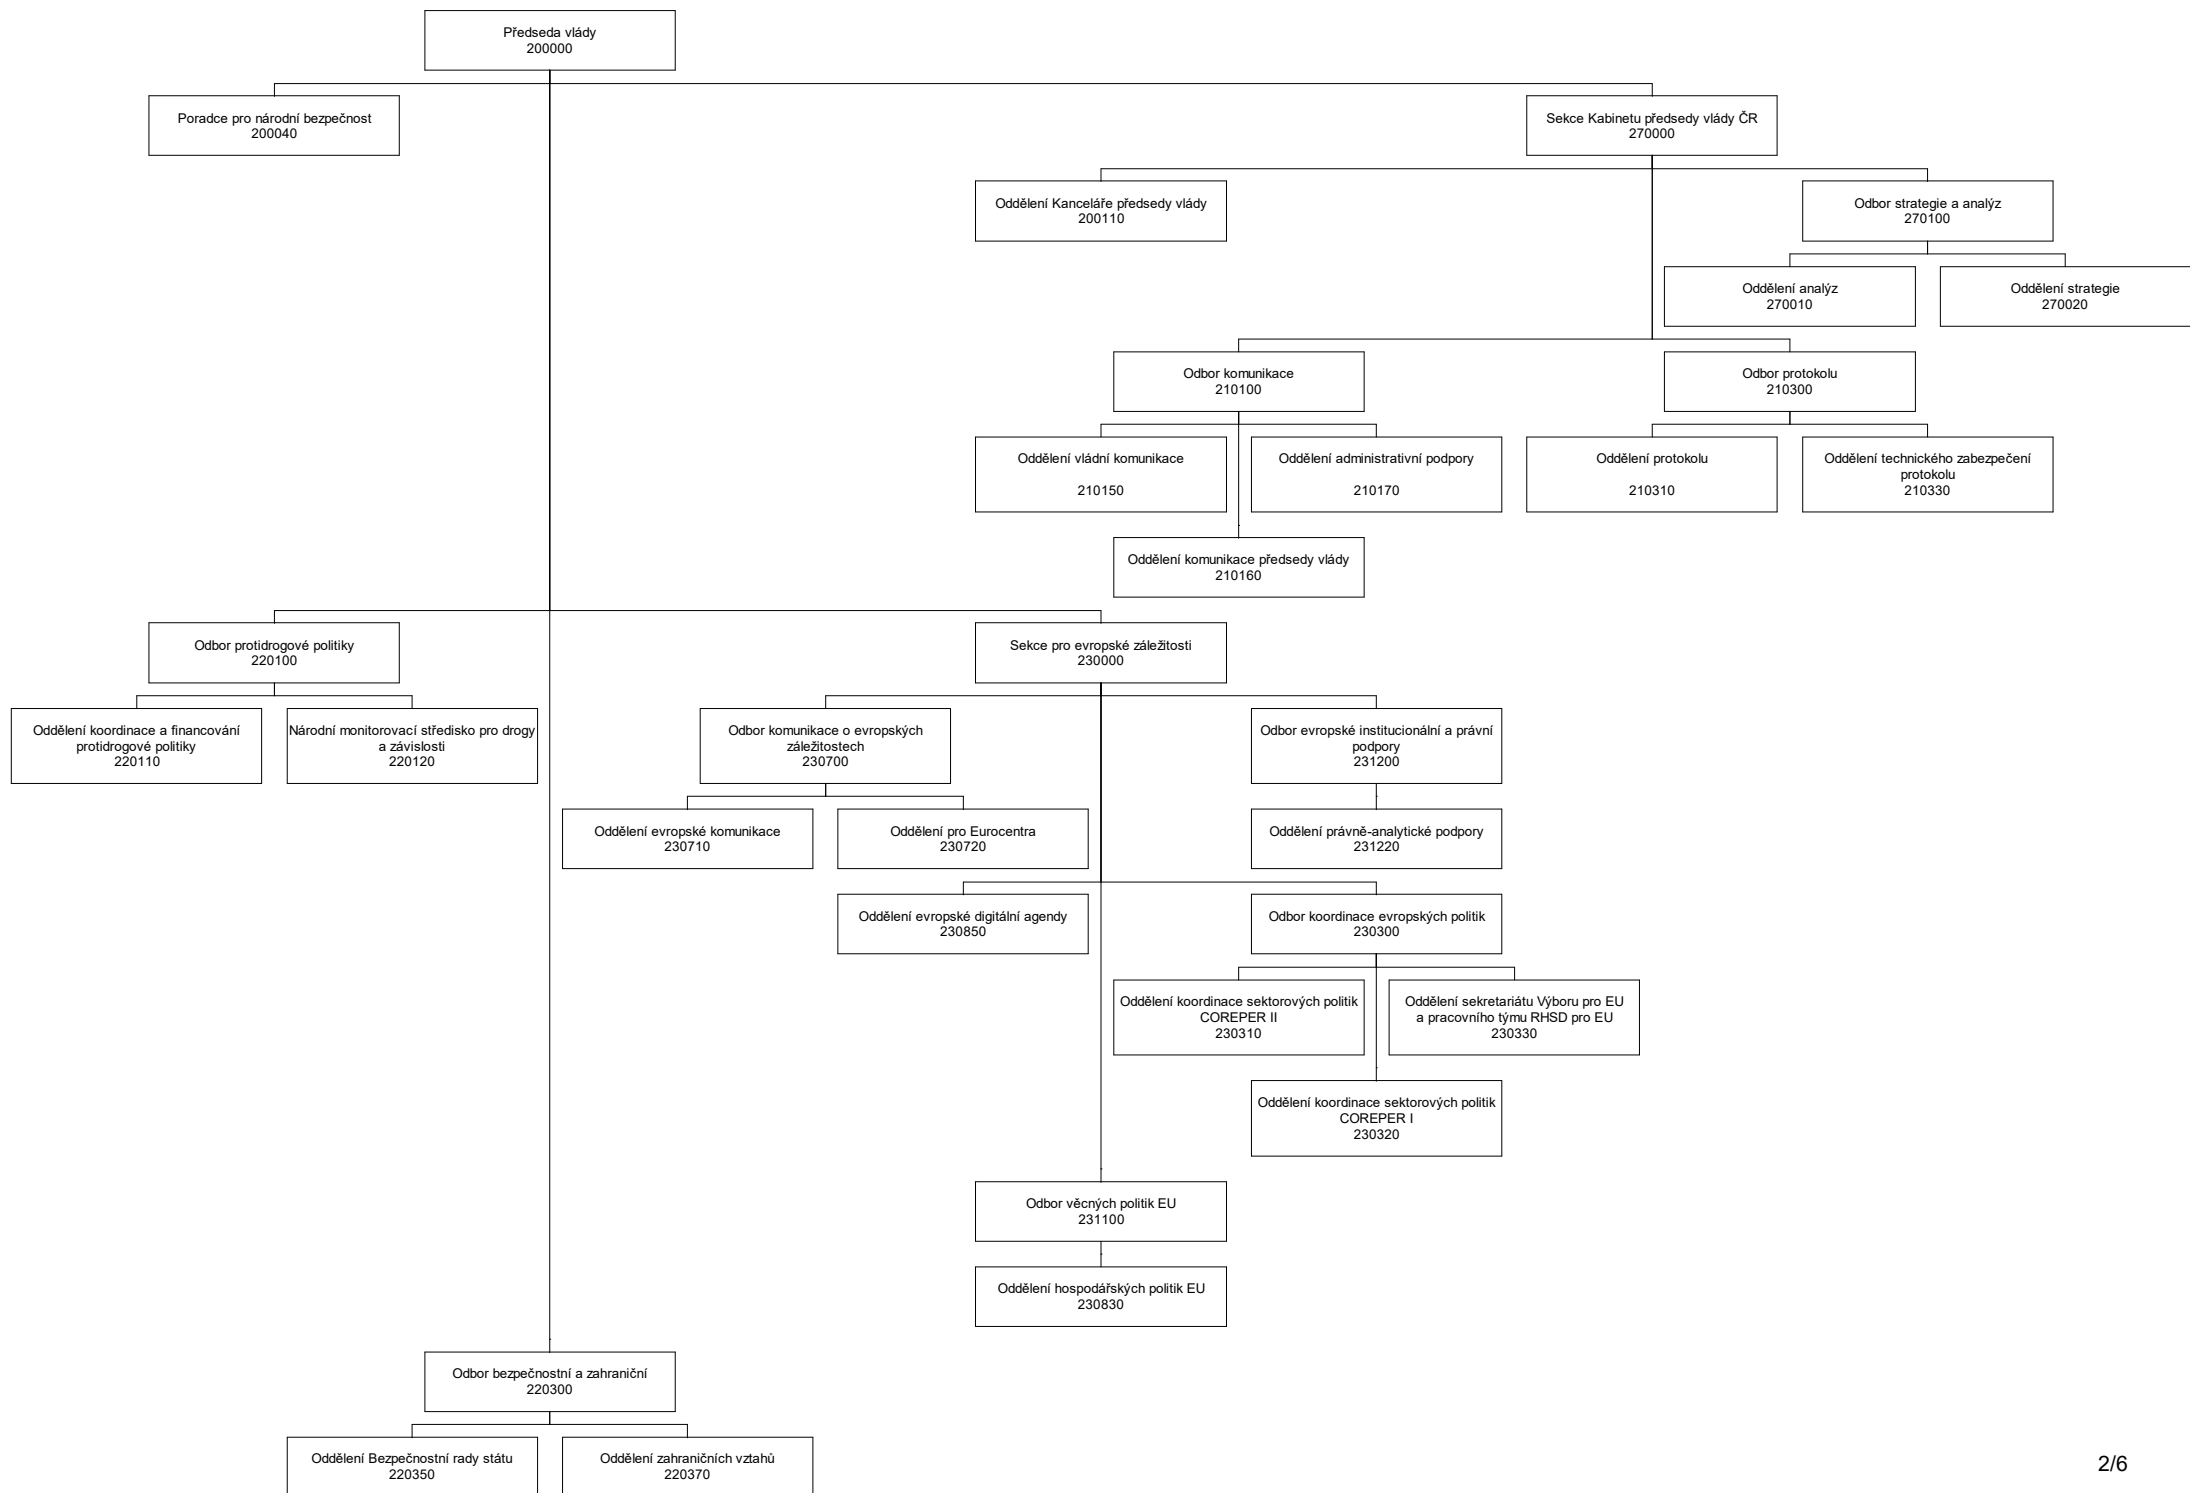 Předseda vlády
200000
Poradce pro národní bezpečnost
200040
Sekce Kabinetu předsedy vlády ČR
270000
Oddělení Kanceláře předsedy vlády
200110
Odbor strategie a analýz
270100
Oddělení analýz
270010
Oddělení strategie
270020
Odbor komunikace
210100
Odbor protokolu
210300
Oddělení vládní komunikace
210150
Oddělení administrativní podpory
210170
Oddělení protokolu
210310
Oddělení technického zabezpečení
protokolu
210330
Oddělení komunikace předsedy vlády
210160
Odbor protidrogové politiky
220100
Sekce pro evropské záležitosti
230000
Oddělení koordinace a financování
protidrogové politiky
220110
Národní monitorovací středisko pro drogy
a závislosti
220120
Odbor komunikace o evropských
záležitostech
230700
Odbor evropské institucionální a právní
podpory
231200
Oddělení evropské komunikace
230710
Oddělení pro Eurocentra
230720
Oddělení právně-analytické podpory
231220
Oddělení evropské digitální agendy
230850
Odbor koordinace evropských politik
230300
Oddělení koordinace sektorových politik
COREPER II
230310
Oddělení sekretariátu Výboru pro EU
a pracovního týmu RHSD pro EU
230330
Oddělení koordinace sektorových politik
COREPER I
230320
Odbor věcných politik EU
231100
Oddělení hospodářských politik EU
230830
Odbor bezpečnostní a zahraniční
220300
Oddělení Bezpečnostní rady státu
220350
Oddělení zahraničních vztahů
220370
2/6